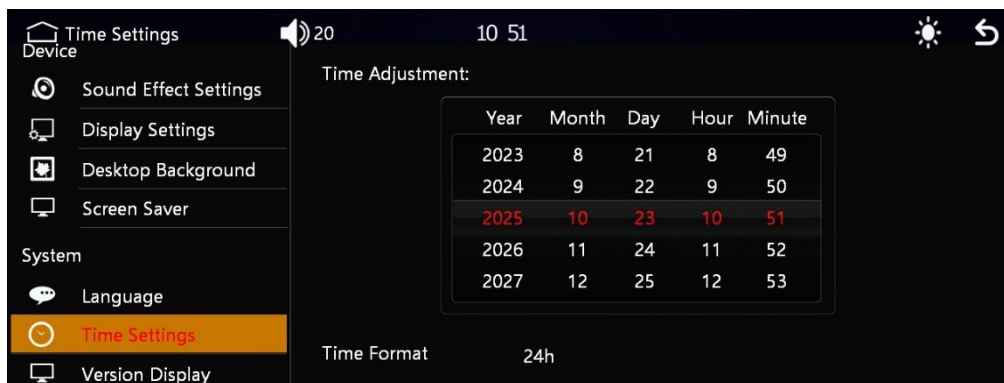 Time Settings 20 10 51
Device
Sound Effect Settings
Display Settings
Desktop Background
Screen Saver
System
Language
Time Settings
Version Display
Time Adjustment:
Year Month Day Hour Minute
2023 8 21 8 49
2024 9 22 9 50
2025 10 23 10 51
2026 11 24 11 52
2027 12 25 12 53
Time Format 24h